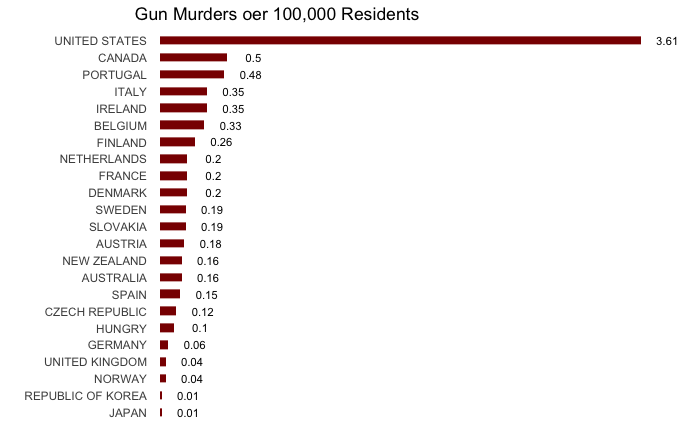 Gun Murders oer 100,000 Residents
UNITED STATES 3.61
CANADA 0.5
PORTUGAL 0.48
ITALY 0.35
IRELAND 0.35
BELGIUM 0.33
FINLAND 0.26
NETHERLANDS 0.2
FRANCE 0.2
DENMARK 0.2
SWEDEN 0.19
SLOVAKIA 0.19
AUSTRIA 0.18
NEW ZEALAND 0.16
AUSTRALIA 0.16
SPAIN 0.15
CZECH REPUBLIC 0.12
HUNGRY 0.1
GERMANY 0.06
UNITED KINGDOM 0.04
NORWAY 0.04
REPUBLIC OF KOREA 0.01
JAPAN 0.01